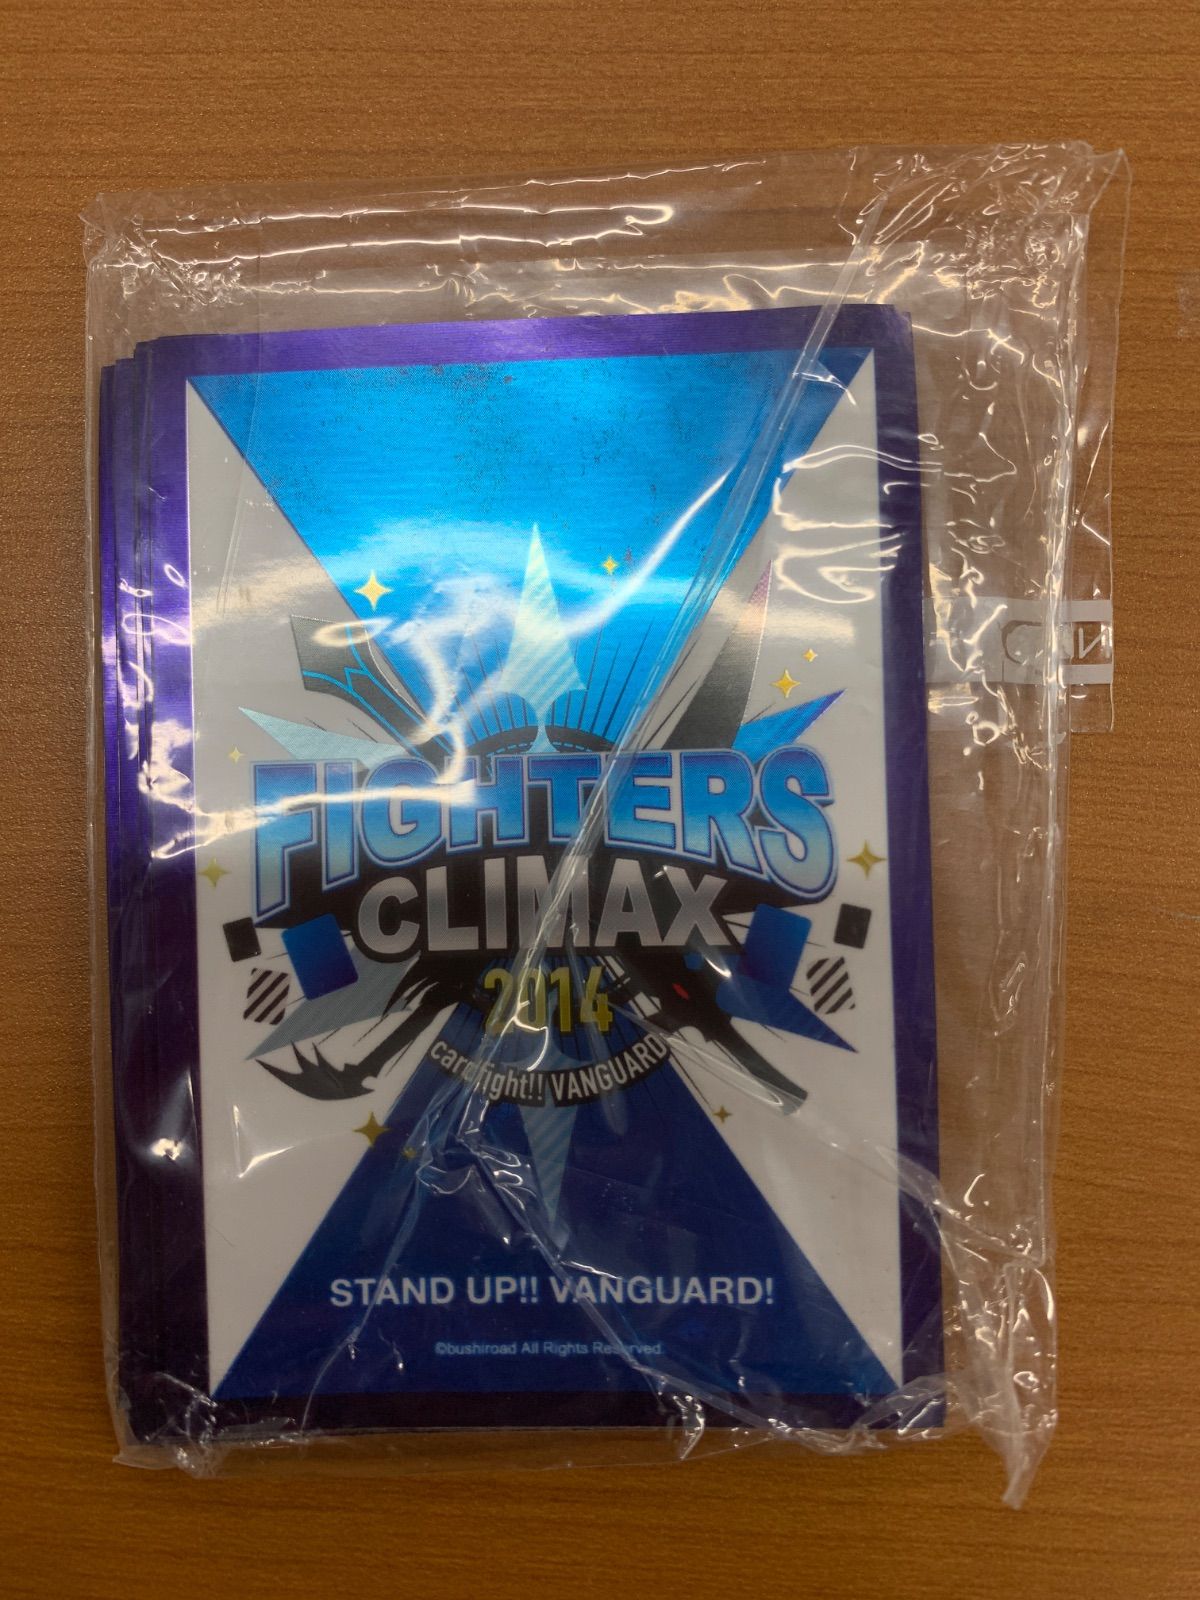 FIGHTERS
CLIMAX
2014
cardfight!! VANGUARD
STAND UP!! VANGUARD!
©bushiroad All Rights Reserved.